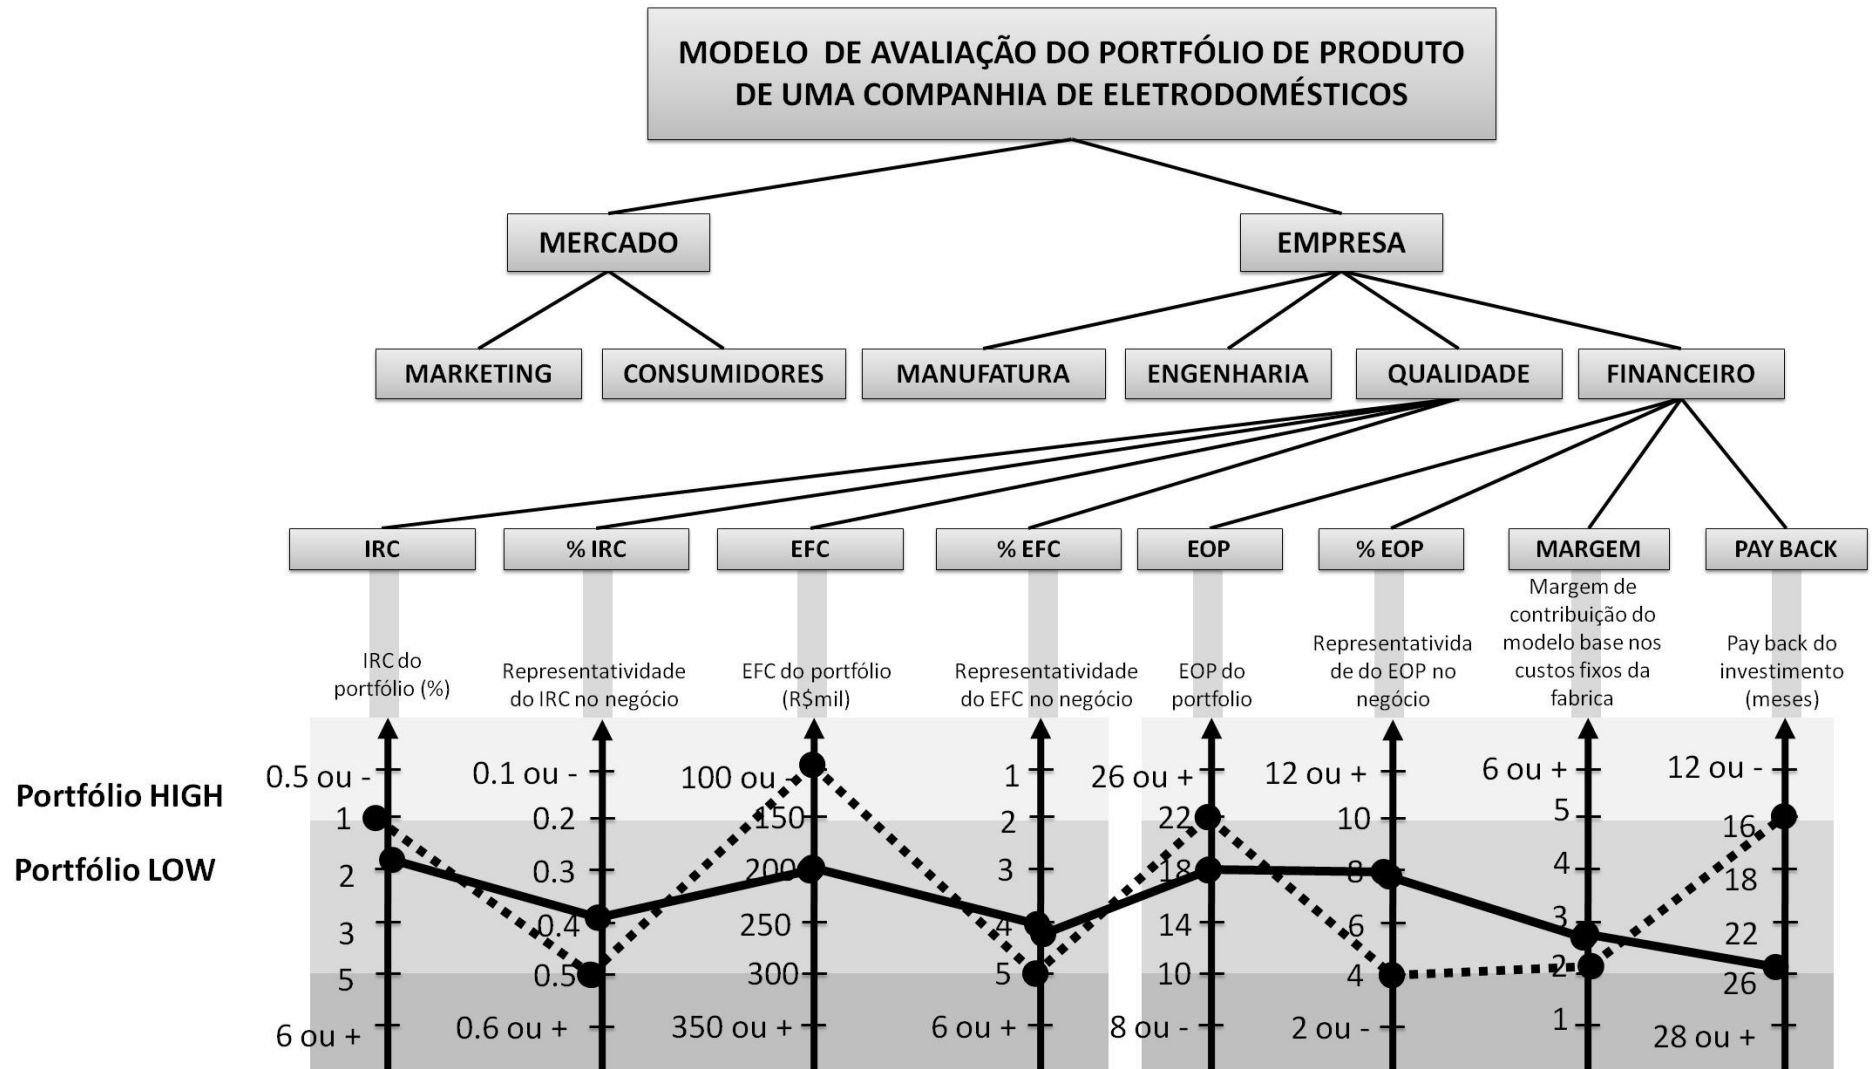 MODELO DE AVALIAÇÃO DO PORTFÓLIO DE PRODUTO
DE UMA COMPANHIA DE ELETRODOMÉSTICOS
MERCADO
EMPRESA
MARKETING
CONSUMIDORES
MANUFATURA
ENGENHARIA
QUALIDADE
FINANCEIRO
IRC
% IRC
EFC
% EFC
EOP
% EOP
MARGEM
PAY BACK
IRC do
portfólio (%)
Representatividade
do IRC no negócio
EFC do portfólio
(R$mil)
Representatividade
do EFC no negócio
EOP do
portfolio
Representativida
de do EOP no
negócio
Margem de
contribuição do
modelo base nos
custos fixos da
fabrica
Pay back do
investimento
(meses)
Portfólio HIGH
Portfólio LOW
0.5 ou -
1
2
3
5
6 ou +
0.1 ou -
0.2
0.3
0.4
0.5
0.6 ou +
100 ou -
150
200
250
300
350 ou +
1
2
3
4
5
6 ou +
26 ou +
22
18
14
10
8 ou -
12 ou +
10
8
6
4
2 ou -
6 ou +
5
4
3
2
1
12 ou -
16
18
22
26
28 ou +